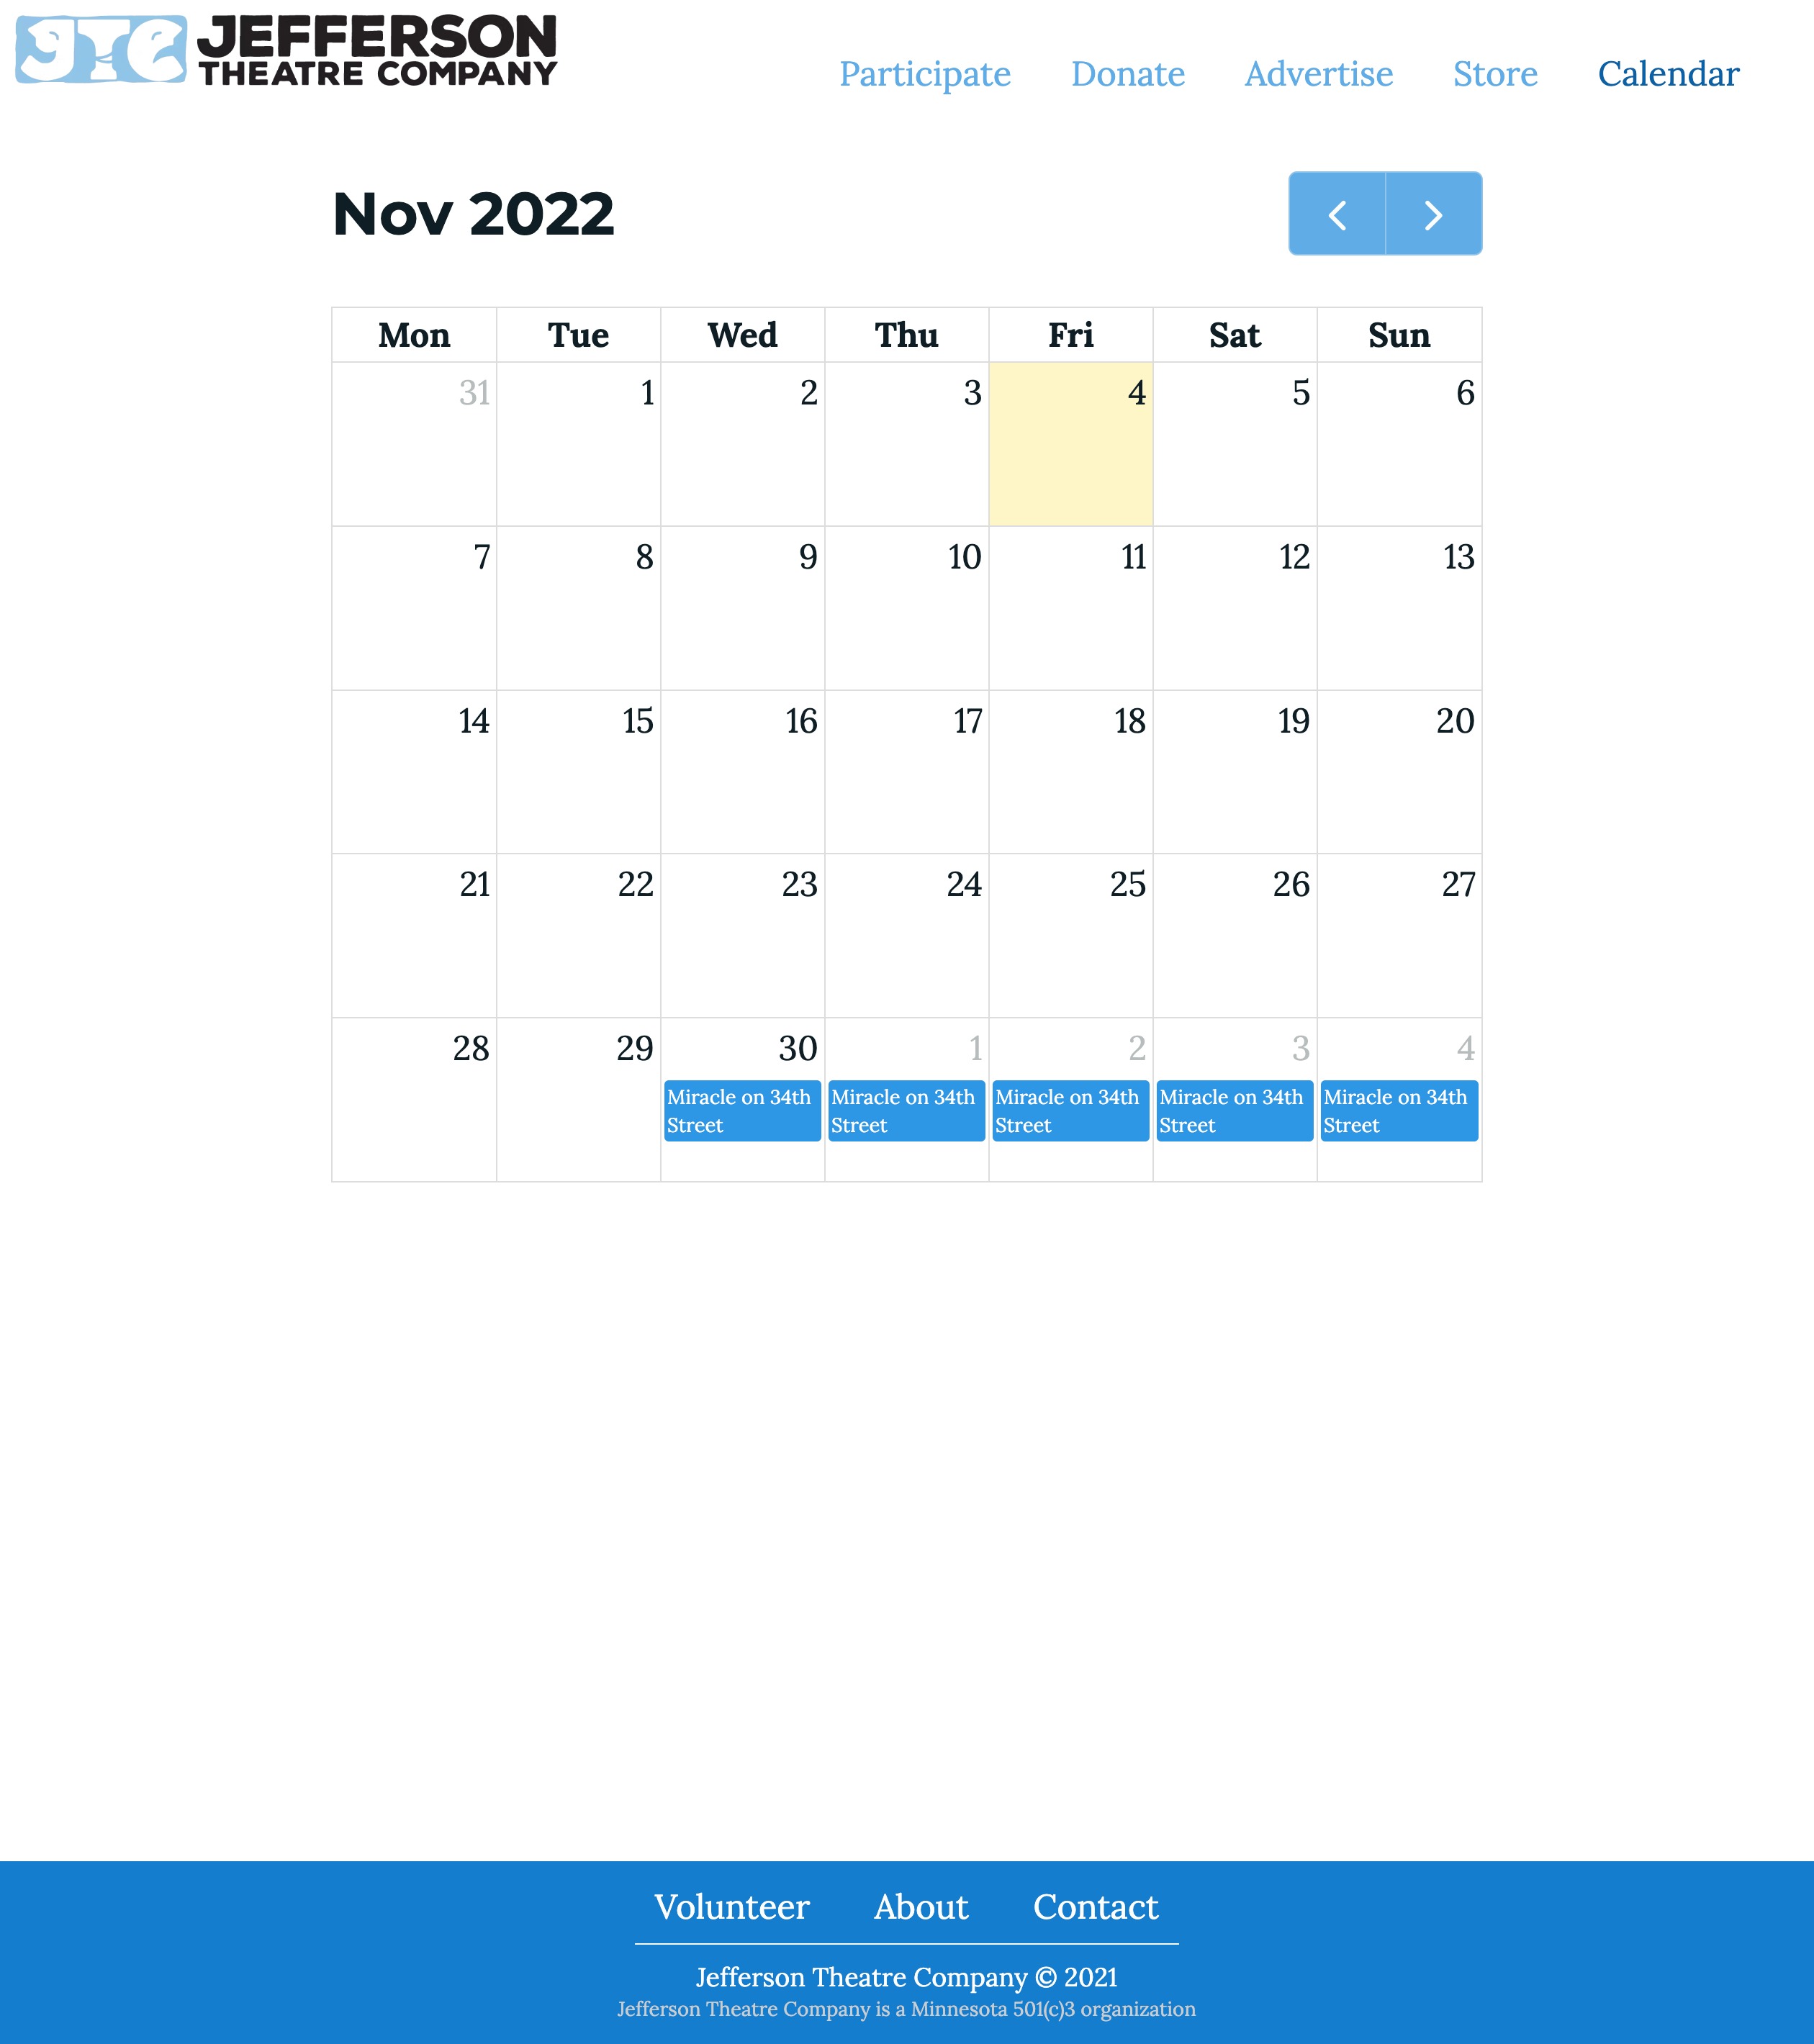 JTC JEFFERSON
THEATRE COMPANY
Participate Donate Advertise Store Calendar
Nov 2022
Mon Tue Wed Thu Fri Sat Sun
31 1 2 3 4 5 6
7 8 9 10 11 12 13
14 15 16 17 18 19 20
21 22 23 24 25 26 27
28 29 30 1 2 3 4
Miracle on 34th Miracle on 34th Miracle on 34th Miracle on 34th Miracle on 34th
Street Street Street Street Street
Volunteer About Contact
Jefferson Theatre Company © 2021
Jefferson Theatre Company is a Minnesota 501(c)3 organization